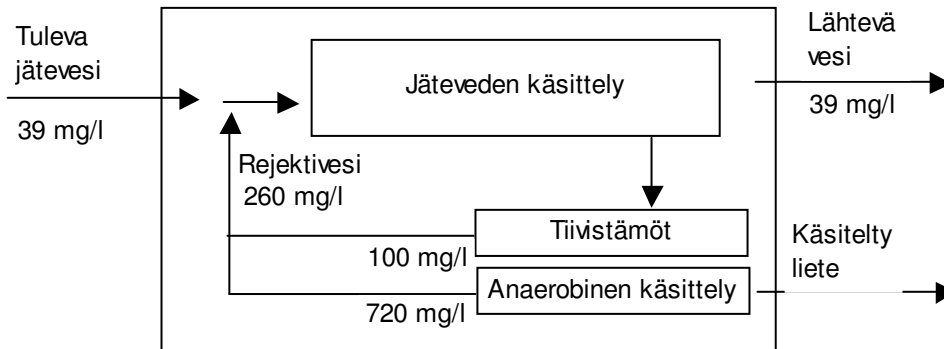 Tuleva
jätevesi
39 mg/l
Jäteveden käsittely
Lähtevä
vesi
39 mg/l
Rejektivesi
260 mg/l
Tiivistämöt
100 mg/l
Anaerobinen käsittely
720 mg/l
Käsitelty
liete